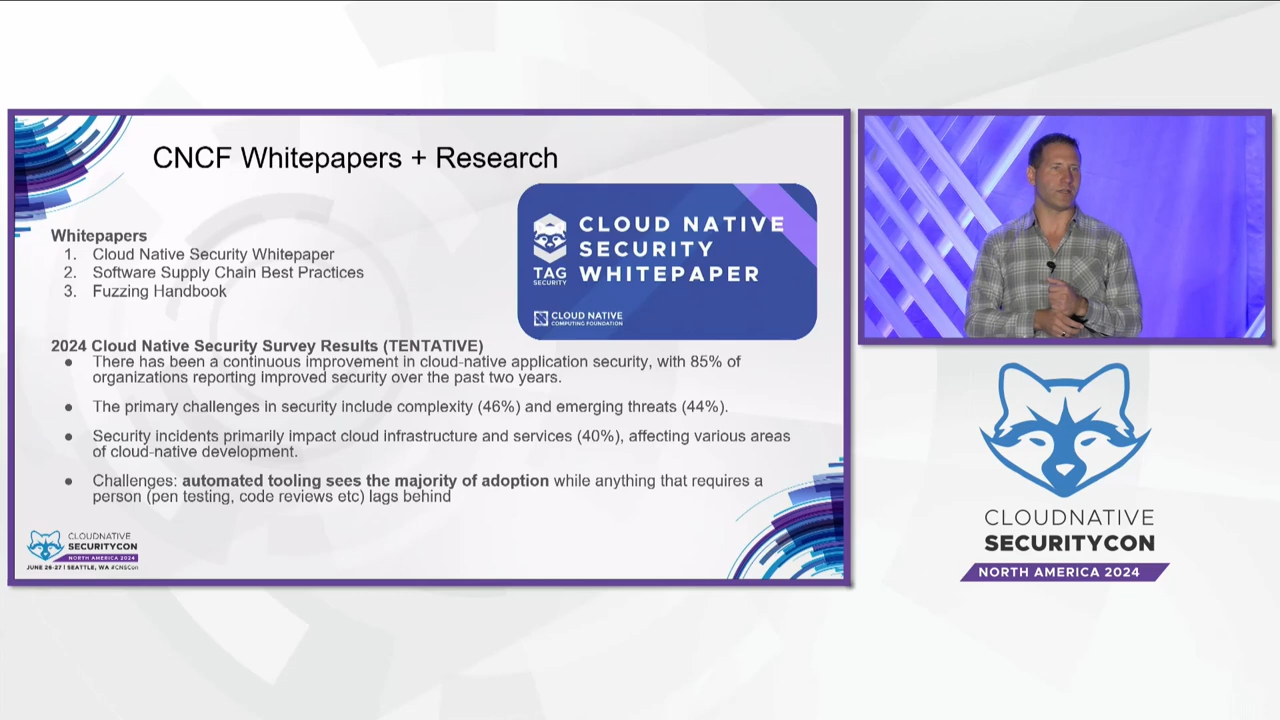 CNCF Whitepapers + Research
CLOUD NATIVE
SECURITY
WHITEPAPER
TAG
SECURITY
CLOUD NATIVE
COMPUTING FOUNDATION
Whitepapers
1. Cloud Native Security Whitepaper
2. Software Supply Chain Best Practices
3. Fuzzing Handbook
2024 Cloud Native Security Survey Results (TENTATIVE)
● There has been a continuous improvement in cloud-native application security, with 85% of
organizations reporting improved security over the past two years.
● The primary challenges in security include complexity (46%) and emerging threats (44%).
● Security incidents primarily impact cloud infrastructure and services (40%), affecting various areas
of cloud-native development.
● Challenges: automated tooling sees the majority of adoption while anything that requires a
person (pen testing, code reviews etc) lags behind
CLOUDNATIVE
SECURITYCON
NORTH AMERICA 2024
JUNE 26-27 | SEATTLE, WA #CNSCon
CLOUDNATIVE
SECURITYCON
NORTH AMERICA 2024